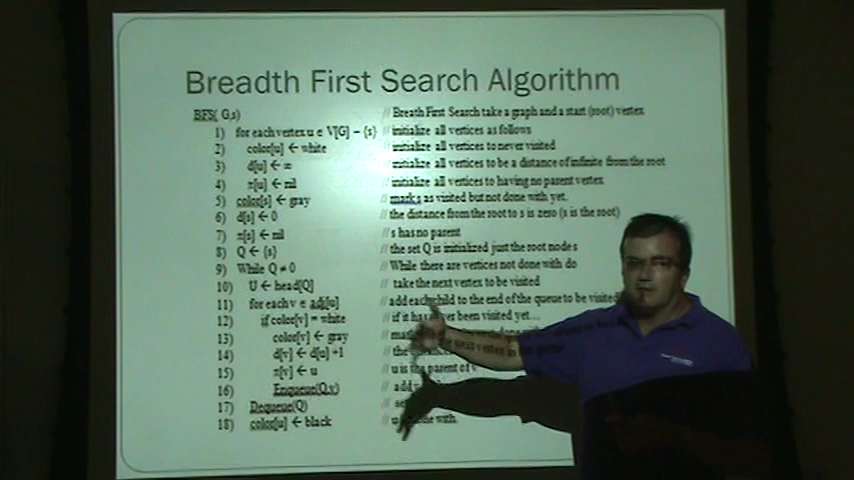 Breadth First Search Algorithm
BFS( G,s) // Breath First Search take a graph and a start (root) vertex
1) for each vertex u ∈ V[G] – {s} // initialize all vertices as follows
2) color[u] ← white // initialize all vertices to never visited
3) d[u] ← ∞ // initialize all vertices to be a distance of infinite from the root
4) π[u] ← nil // initialize all vertices to having no parent vertex
5) color[s] ← gray // mark s as visited but not done with yet.
6) d[s] ← 0 // the distance from the root to s is zero (s is the root)
7) π[s] ← nil // s has no parent
8) Q ← {s} // the set Q is initialized just the root node s
9) While Q ≠ 0 // While there are vertices not done with do
10) U ← head[Q] // take the next vertex to be visited
11) for each v ∈ adj[u] // add each child to the end of the queue to be visited
12) if color[v] = white // if it has never been visited yet…
13) color[v] ← gray //
14) d[v] ← d[u] +1 // the
15) π[v] ← u // u is the parent of v
16) Enqueue(Q,v) // add
17) Dequeue(Q) //
18) color[u] ← black // with.